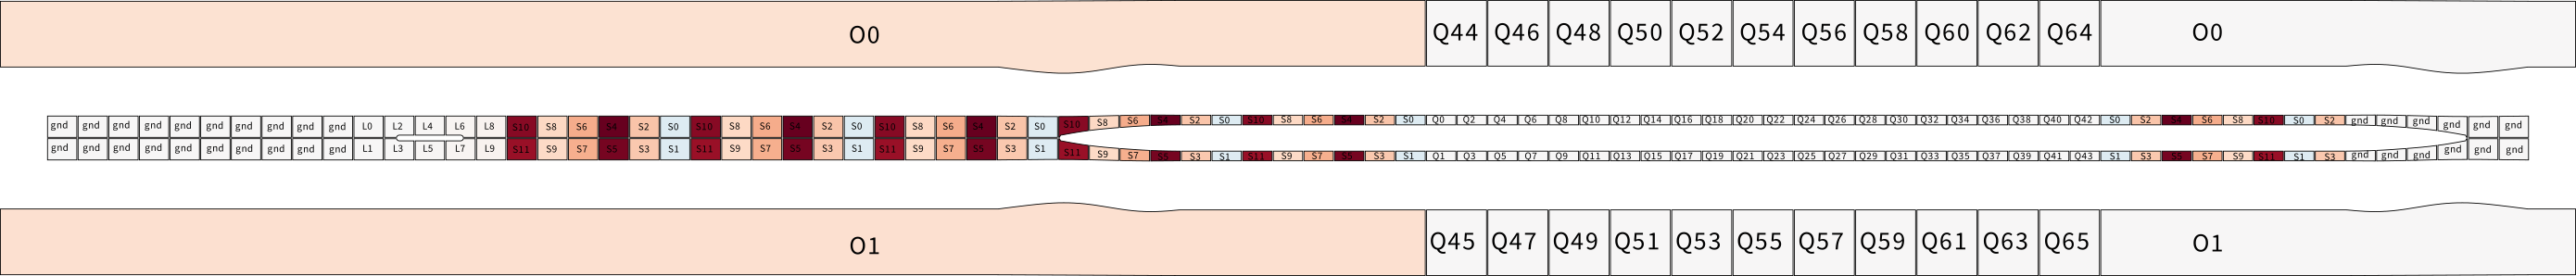 O0 Q44 Q46 Q48 Q50 Q52 Q54 Q56 Q58 Q60 Q62 Q64 O0
gnd gnd gnd gnd gnd gnd gnd gnd gnd gnd L0 L2 L4 L6 L8 S10 S8 S6 S4 S2 S0 S10 S8 S6 S4 S2 S0 S10 S8 S6 S4 S2 S0 S10 S8 S6 S4 S2 S0 S10 S8 S6 S4 S2 S0 Q0 Q2 Q4 Q6 Q8 Q10 Q12 Q14 Q16 Q18 Q20 Q22 Q24 Q26 Q28 Q30 Q32 Q34 Q36 Q38 Q40 Q42 S0 S2 S4 S6 S8 S10 S0 S2 gnd gnd gnd gnd gnd gnd
gnd gnd gnd gnd gnd gnd gnd gnd gnd gnd L1 L3 L5 L7 L9 S11 S9 S7 S5 S3 S1 S11 S9 S7 S5 S3 S1 S11 S9 S7 S5 S3 S1 S11 S9 S7 S5 S3 S1 S11 S9 S7 S5 S3 S1 Q1 Q3 Q5 Q7 Q9 Q11 Q13 Q15 Q17 Q19 Q21 Q23 Q25 Q27 Q29 Q31 Q33 Q35 Q37 Q39 Q41 Q43 S1 S3 S5 S7 S9 S11 S1 S3 gnd gnd gnd gnd gnd gnd
O1 Q45 Q47 Q49 Q51 Q53 Q55 Q57 Q59 Q61 Q63 Q65 O1